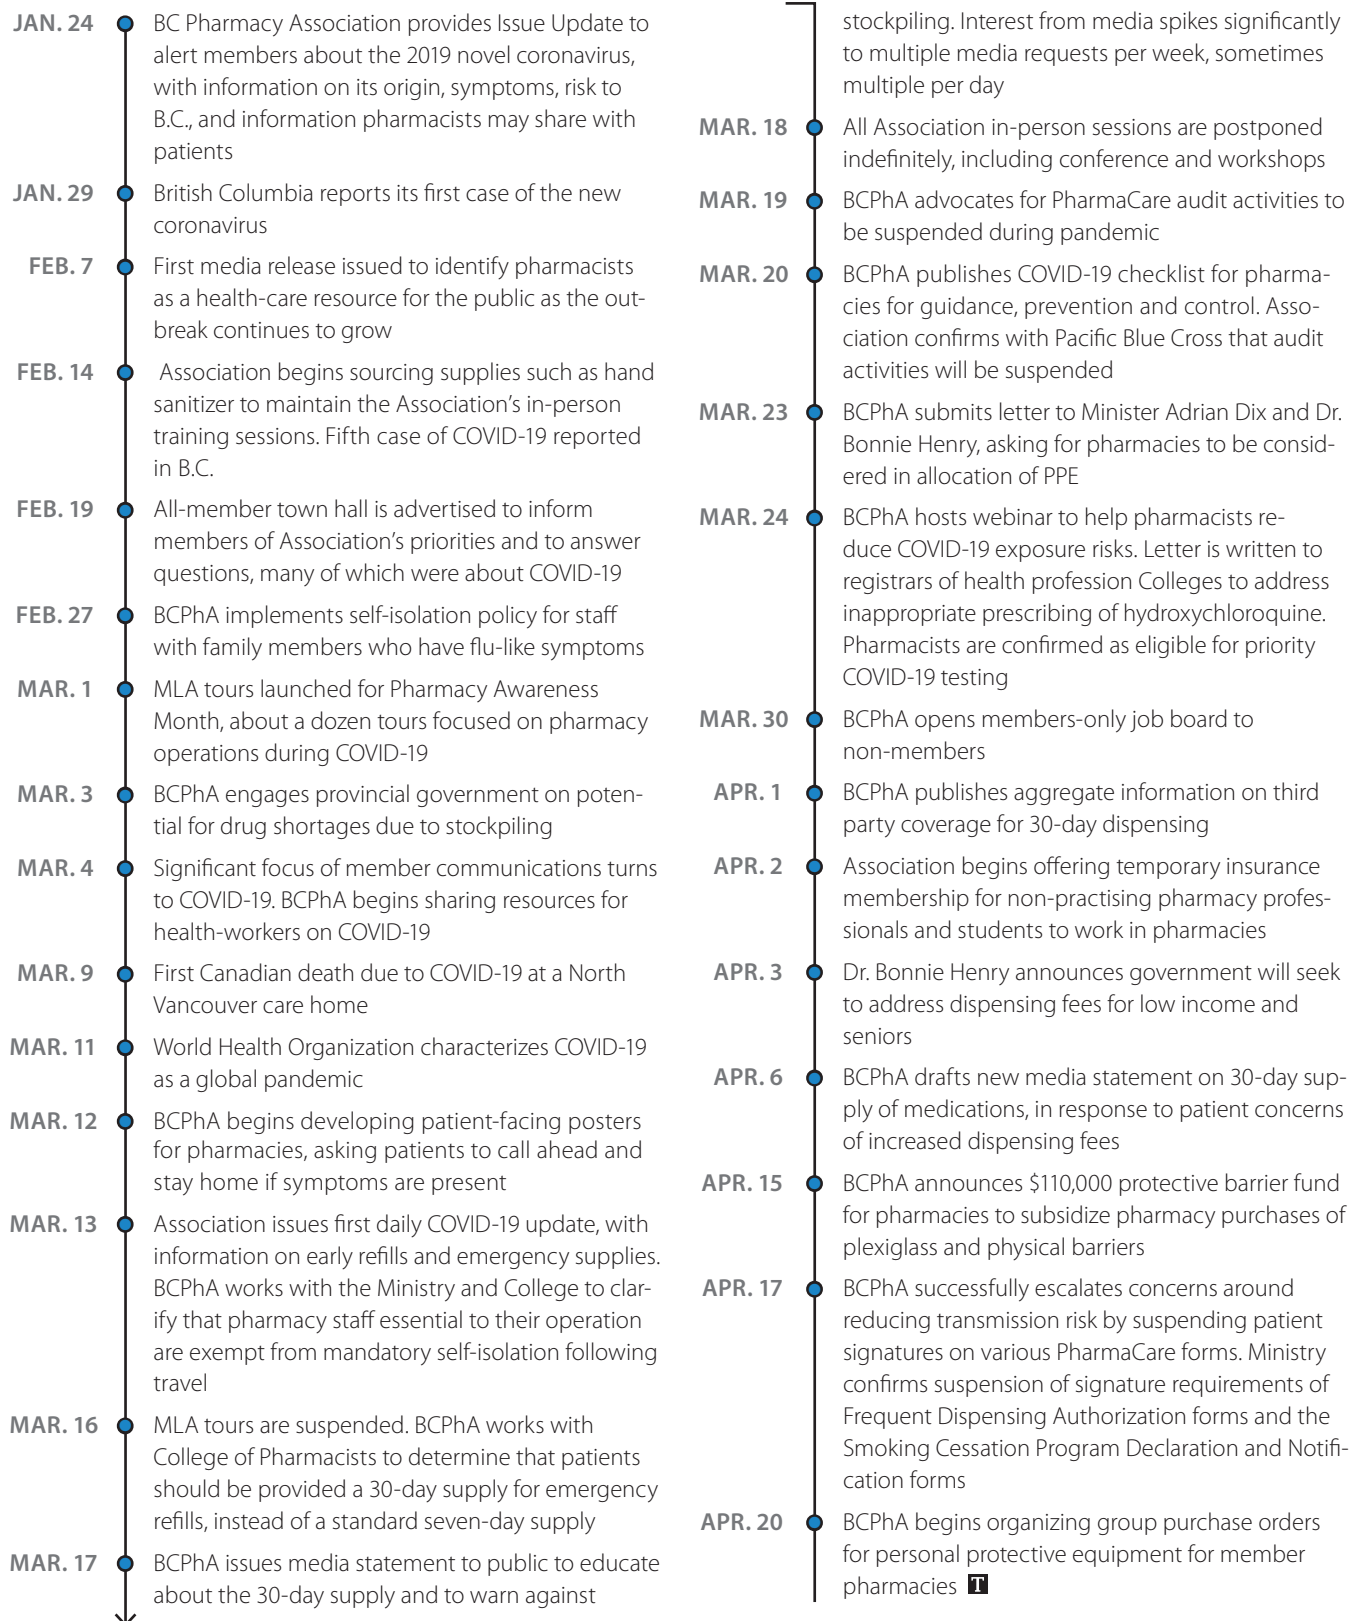 JAN. 24 BC Pharmacy Association provides Issue Update to
alert members about the 2019 novel coronavirus,
with information on its origin, symptoms, risk to
B.C., and information pharmacists may share with
patients
JAN. 29 British Columbia reports its first case of the new
coronavirus
FEB. 7 First media release issued to identify pharmacists
as a health-care resource for the public as the out-
break continues to grow
FEB. 14 Association begins sourcing supplies such as hand
sanitizer to maintain the Association’s in-person
training sessions. Fifth case of COVID-19 reported
in B.C.
FEB. 19 All-member town hall is advertised to inform
members of Association’s priorities and to answer
questions, many of which were about COVID-19
FEB. 27 BCPhA implements self-isolation policy for staff
with family members who have flu-like symptoms
MAR. 1 MLA tours launched for Pharmacy Awareness
Month, about a dozen tours focused on pharmacy
operations during COVID-19
MAR. 3 BCPhA engages provincial government on poten-
tial for drug shortages due to stockpiling
MAR. 4 Significant focus of member communications turns
to COVID-19. BCPhA begins sharing resources for
health-workers on COVID-19
MAR. 9 First Canadian death due to COVID-19 at a North
Vancouver care home
MAR. 11 World Health Organization characterizes COVID-19
as a global pandemic
MAR. 12 BCPhA begins developing patient-facing posters
for pharmacies, asking patients to call ahead and
stay home if symptoms are present
MAR. 13 Association issues first daily COVID-19 update, with
information on early refills and emergency supplies.
BCPhA works with the Ministry and College to clar-
ify that pharmacy staff essential to their operation
are exempt from mandatory self-isolation following
travel
MAR. 16 MLA tours are suspended. BCPhA works with
College of Pharmacists to determine that patients
should be provided a 30-day supply for emergency
refills, instead of a standard seven-day supply
MAR. 17 BCPhA issues media statement to public to educate
about the 30-day supply and to warn against
stockpiling. Interest from media spikes significantly
to multiple media requests per week, sometimes
multiple per day
MAR. 18 All Association in-person sessions are postponed
indefinitely, including conference and workshops
MAR. 19 BCPhA advocates for PharmaCare audit activities to
be suspended during pandemic
MAR. 20 BCPhA publishes COVID-19 checklist for pharma-
cies for guidance, prevention and control. Asso-
ciation confirms with Pacific Blue Cross that audit
activities will be suspended
MAR. 23 BCPhA submits letter to Minister Adrian Dix and Dr.
Bonnie Henry, asking for pharmacies to be consid-
ered in allocation of PPE
MAR. 24 BCPhA hosts webinar to help pharmacists re-
duce COVID-19 exposure risks. Letter is written to
registrars of health profession Colleges to address
inappropriate prescribing of hydroxychloroquine.
Pharmacists are confirmed as eligible for priority
COVID-19 testing
MAR. 30 BCPhA opens members-only job board to
non-members
APR. 1 BCPhA publishes aggregate information on third
party coverage for 30-day dispensing
APR. 2 Association begins offering temporary insurance
membership for non-practising pharmacy profes-
sionals and students to work in pharmacies
APR. 3 Dr. Bonnie Henry announces government will seek
to address dispensing fees for low income and
seniors
APR. 6 BCPhA drafts new media statement on 30-day sup-
ply of medications, in response to patient concerns
of increased dispensing fees
APR. 15 BCPhA announces $110,000 protective barrier fund
for pharmacies to subsidize pharmacy purchases of
plexiglass and physical barriers
APR. 17 BCPhA successfully escalates concerns around
reducing transmission risk by suspending patient
signatures on various PharmaCare forms. Ministry
confirms suspension of signature requirements of
Frequent Dispensing Authorization forms and the
Smoking Cessation Program Declaration and Notifi-
cation forms
APR. 20 BCPhA begins organizing group purchase orders
for personal protective equipment for member
pharmacies T